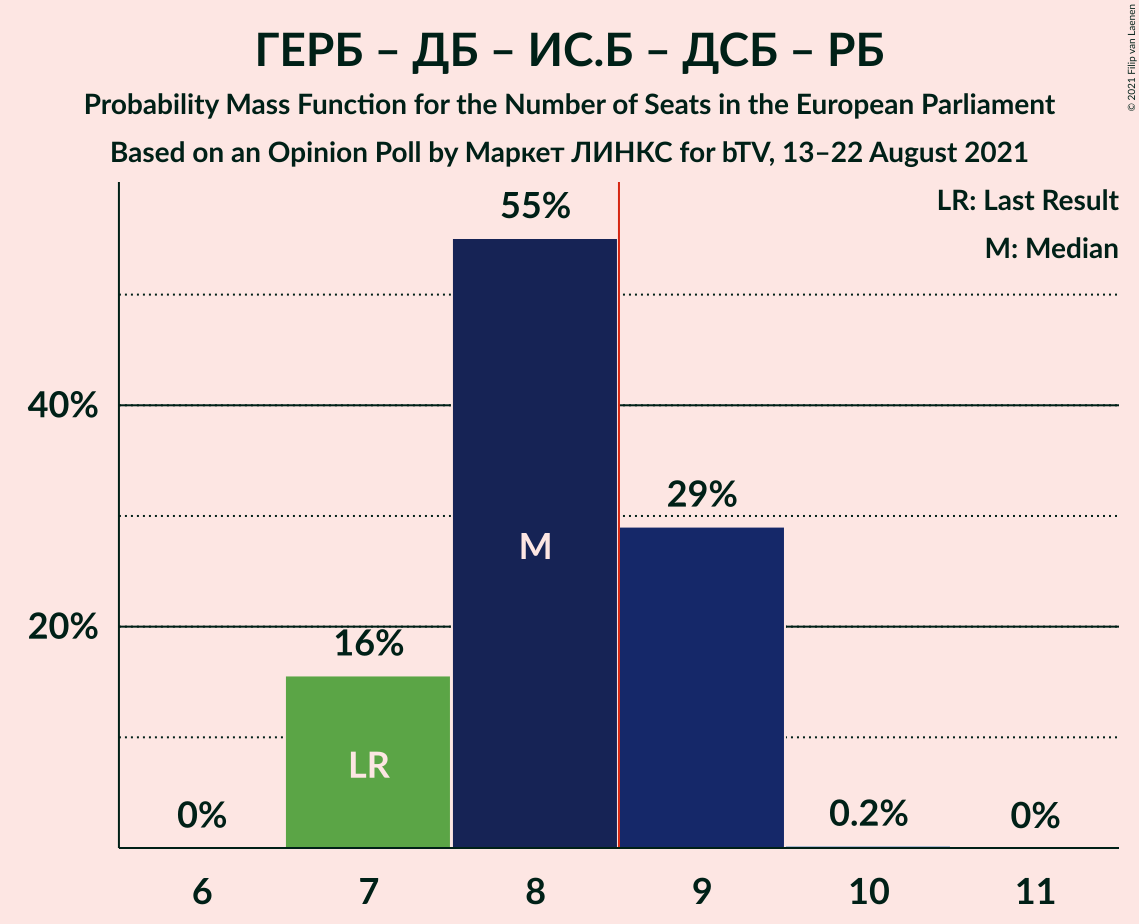 ГЕРБ – ДБ – ИС.Б – ДСБ – РБ
Probability Mass Function for the Number of Seats in the European Parliament
Based on an Opinion Poll by Маркет ЛИНКС for bTV, 13–22 August 2021
© 2021 Filip van Laenen
LR: Last Result
M: Median
55%
40%
29%
M
20%
16%
LR
0%
0.2%
0%
6 7 8 9 10 11